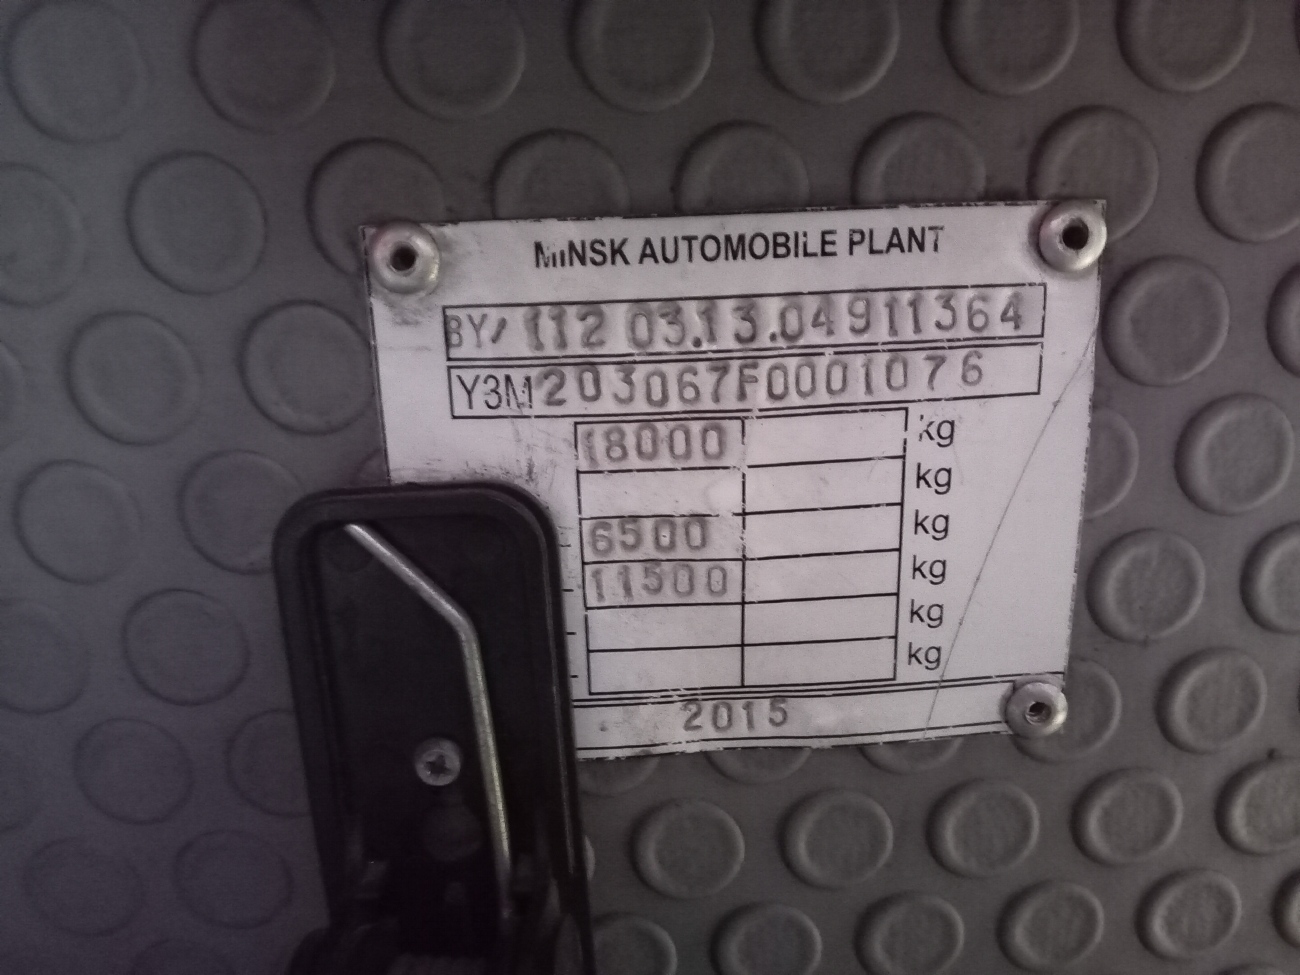 MINSK AUTOMOBILE PLANT
BY/ 112 03.13.04911364
Y3M203067F0001076
18000 kg
kg
6500 kg
11500 kg
kg
kg
2015